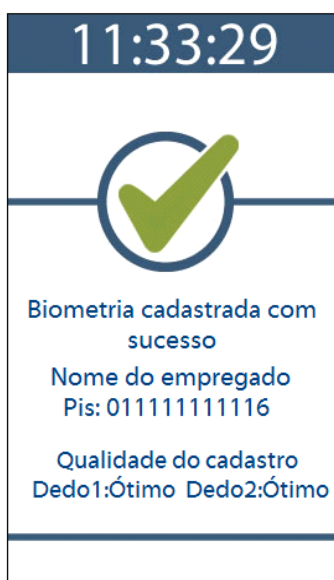 11:33:29
Biometria cadastrada com
sucesso
Nome do empregado
Pis: 011111111116
Qualidade do cadastro
Dedo1:Ótimo Dedo2:Ótimo